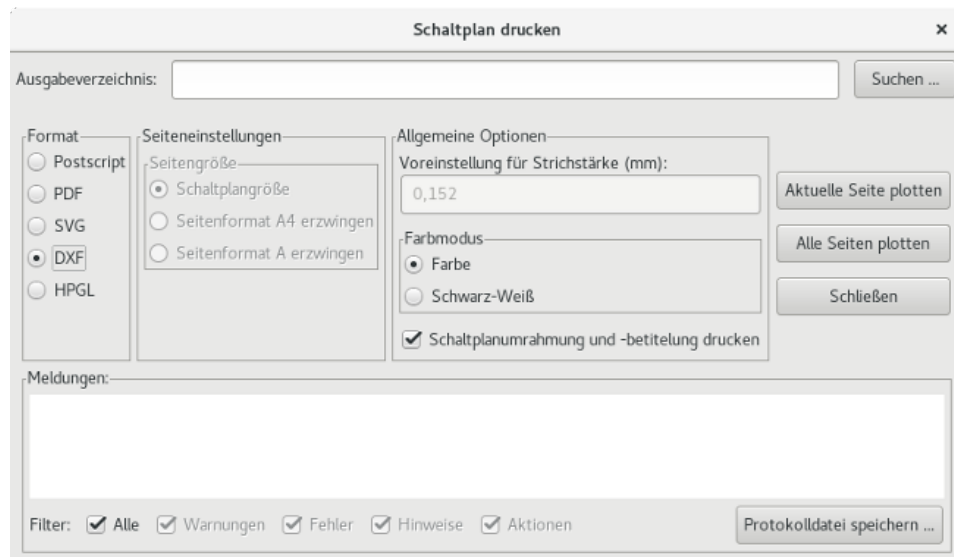 Schaltplan drucken ×
Ausgabeverzeichnis: Suchen ...
Format
Postscript
PDF
SVG
DXF
HPGL
Seiteneinstellungen
Seitengröße
Schaltplangröße
Seitenformat A4 erzwingen
Seitenformat A erzwingen
Allgemeine Optionen
Voreinstellung für Strichstärke (mm):
0,152
Farbmodus
Farbe
Schwarz-Weiß
Schaltplanumrahmung und -betitelung drucken
Aktuelle Seite plotten
Alle Seiten plotten
Schließen
Meldungen:
Filter: Alle Warnungen Fehler Hinweise Aktionen Protokolldatei speichern ...